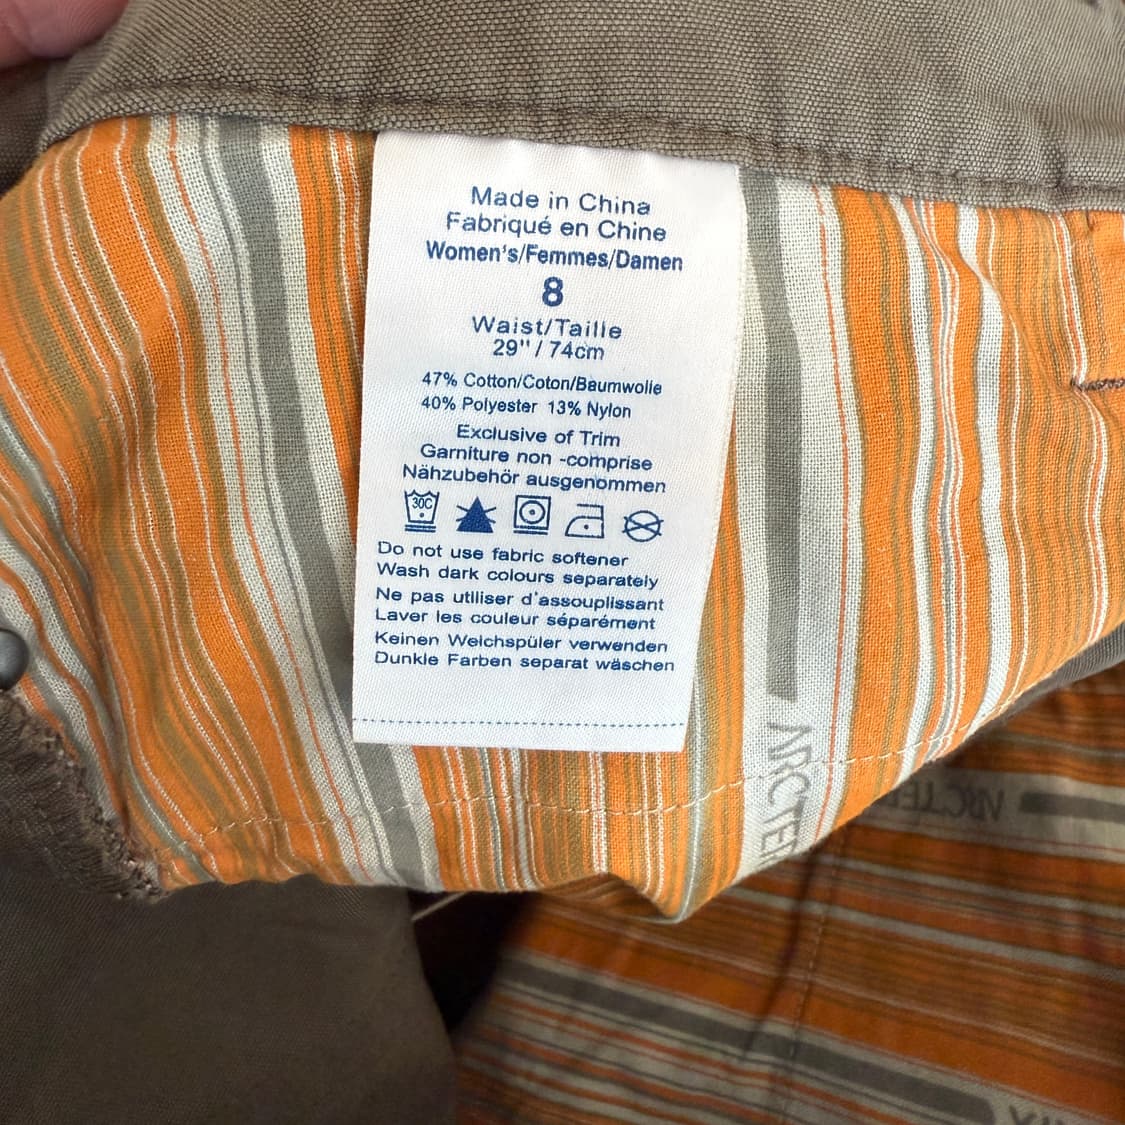 Made in China
Fabriqué en Chine
Women's/Femmes/Damen
8
Waist/Taille
29" / 74cm
47% Cotton/Coton/Baumwolle
40% Polyester 13% Nylon
Exclusive of Trim
Garniture non -comprise
Nähzubehör ausgenommen
30C
Do not use fabric softener
Wash dark colours separately
Ne pas utiliser d'assouplissant
Laver les couleur séparément
Keinen Weichspüler verwenden
Dunkle Farben separat wäschen
ARC'TER